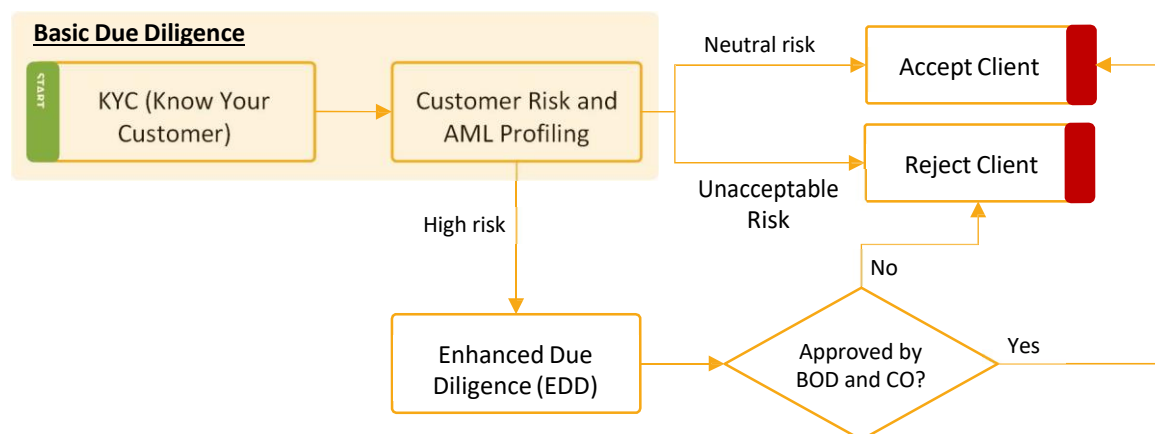 Basic Due Diligence
START
KYC (Know Your
Customer)
Customer Risk and
AML Profiling
Neutral risk
Accept Client
Unacceptable
Risk
Reject Client
High risk
No
Enhanced Due
Diligence (EDD)
Approved by
BOD and CO?
Yes